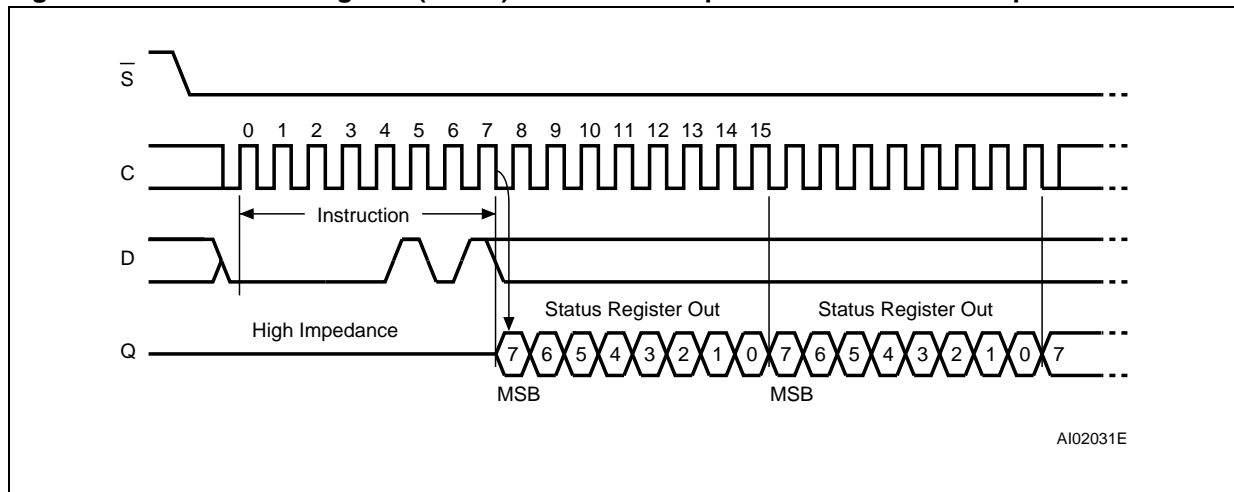 S
0 1 2 3 4 5 6 7 8 9 10 11 12 13 14 15
C
Instruction
D
Status Register Out Status Register Out
High Impedance
Q 7 6 5 4 3 2 1 0 7 6 5 4 3 2 1 0 7
MSB MSB
AI02031E